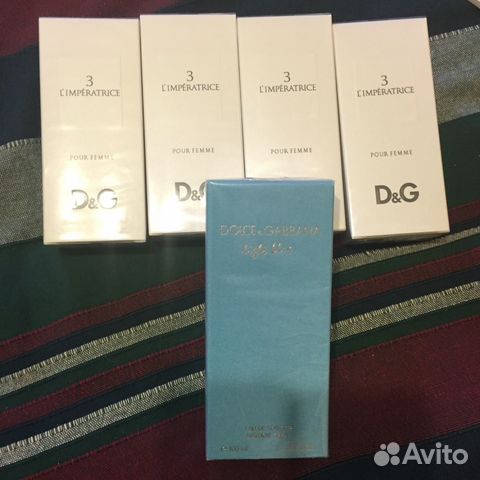 3
L'IMPÉRATRICE
POUR FEMME
D&G
3
L'IMPÉRATRICE
POUR FEMME
D&G
3
L'IMPÉRATRICE
POUR FEMME
3
L'IMPÉRATRICE
POUR FEMME
D&G
DOLCE & GABBANA
light blue
Avito